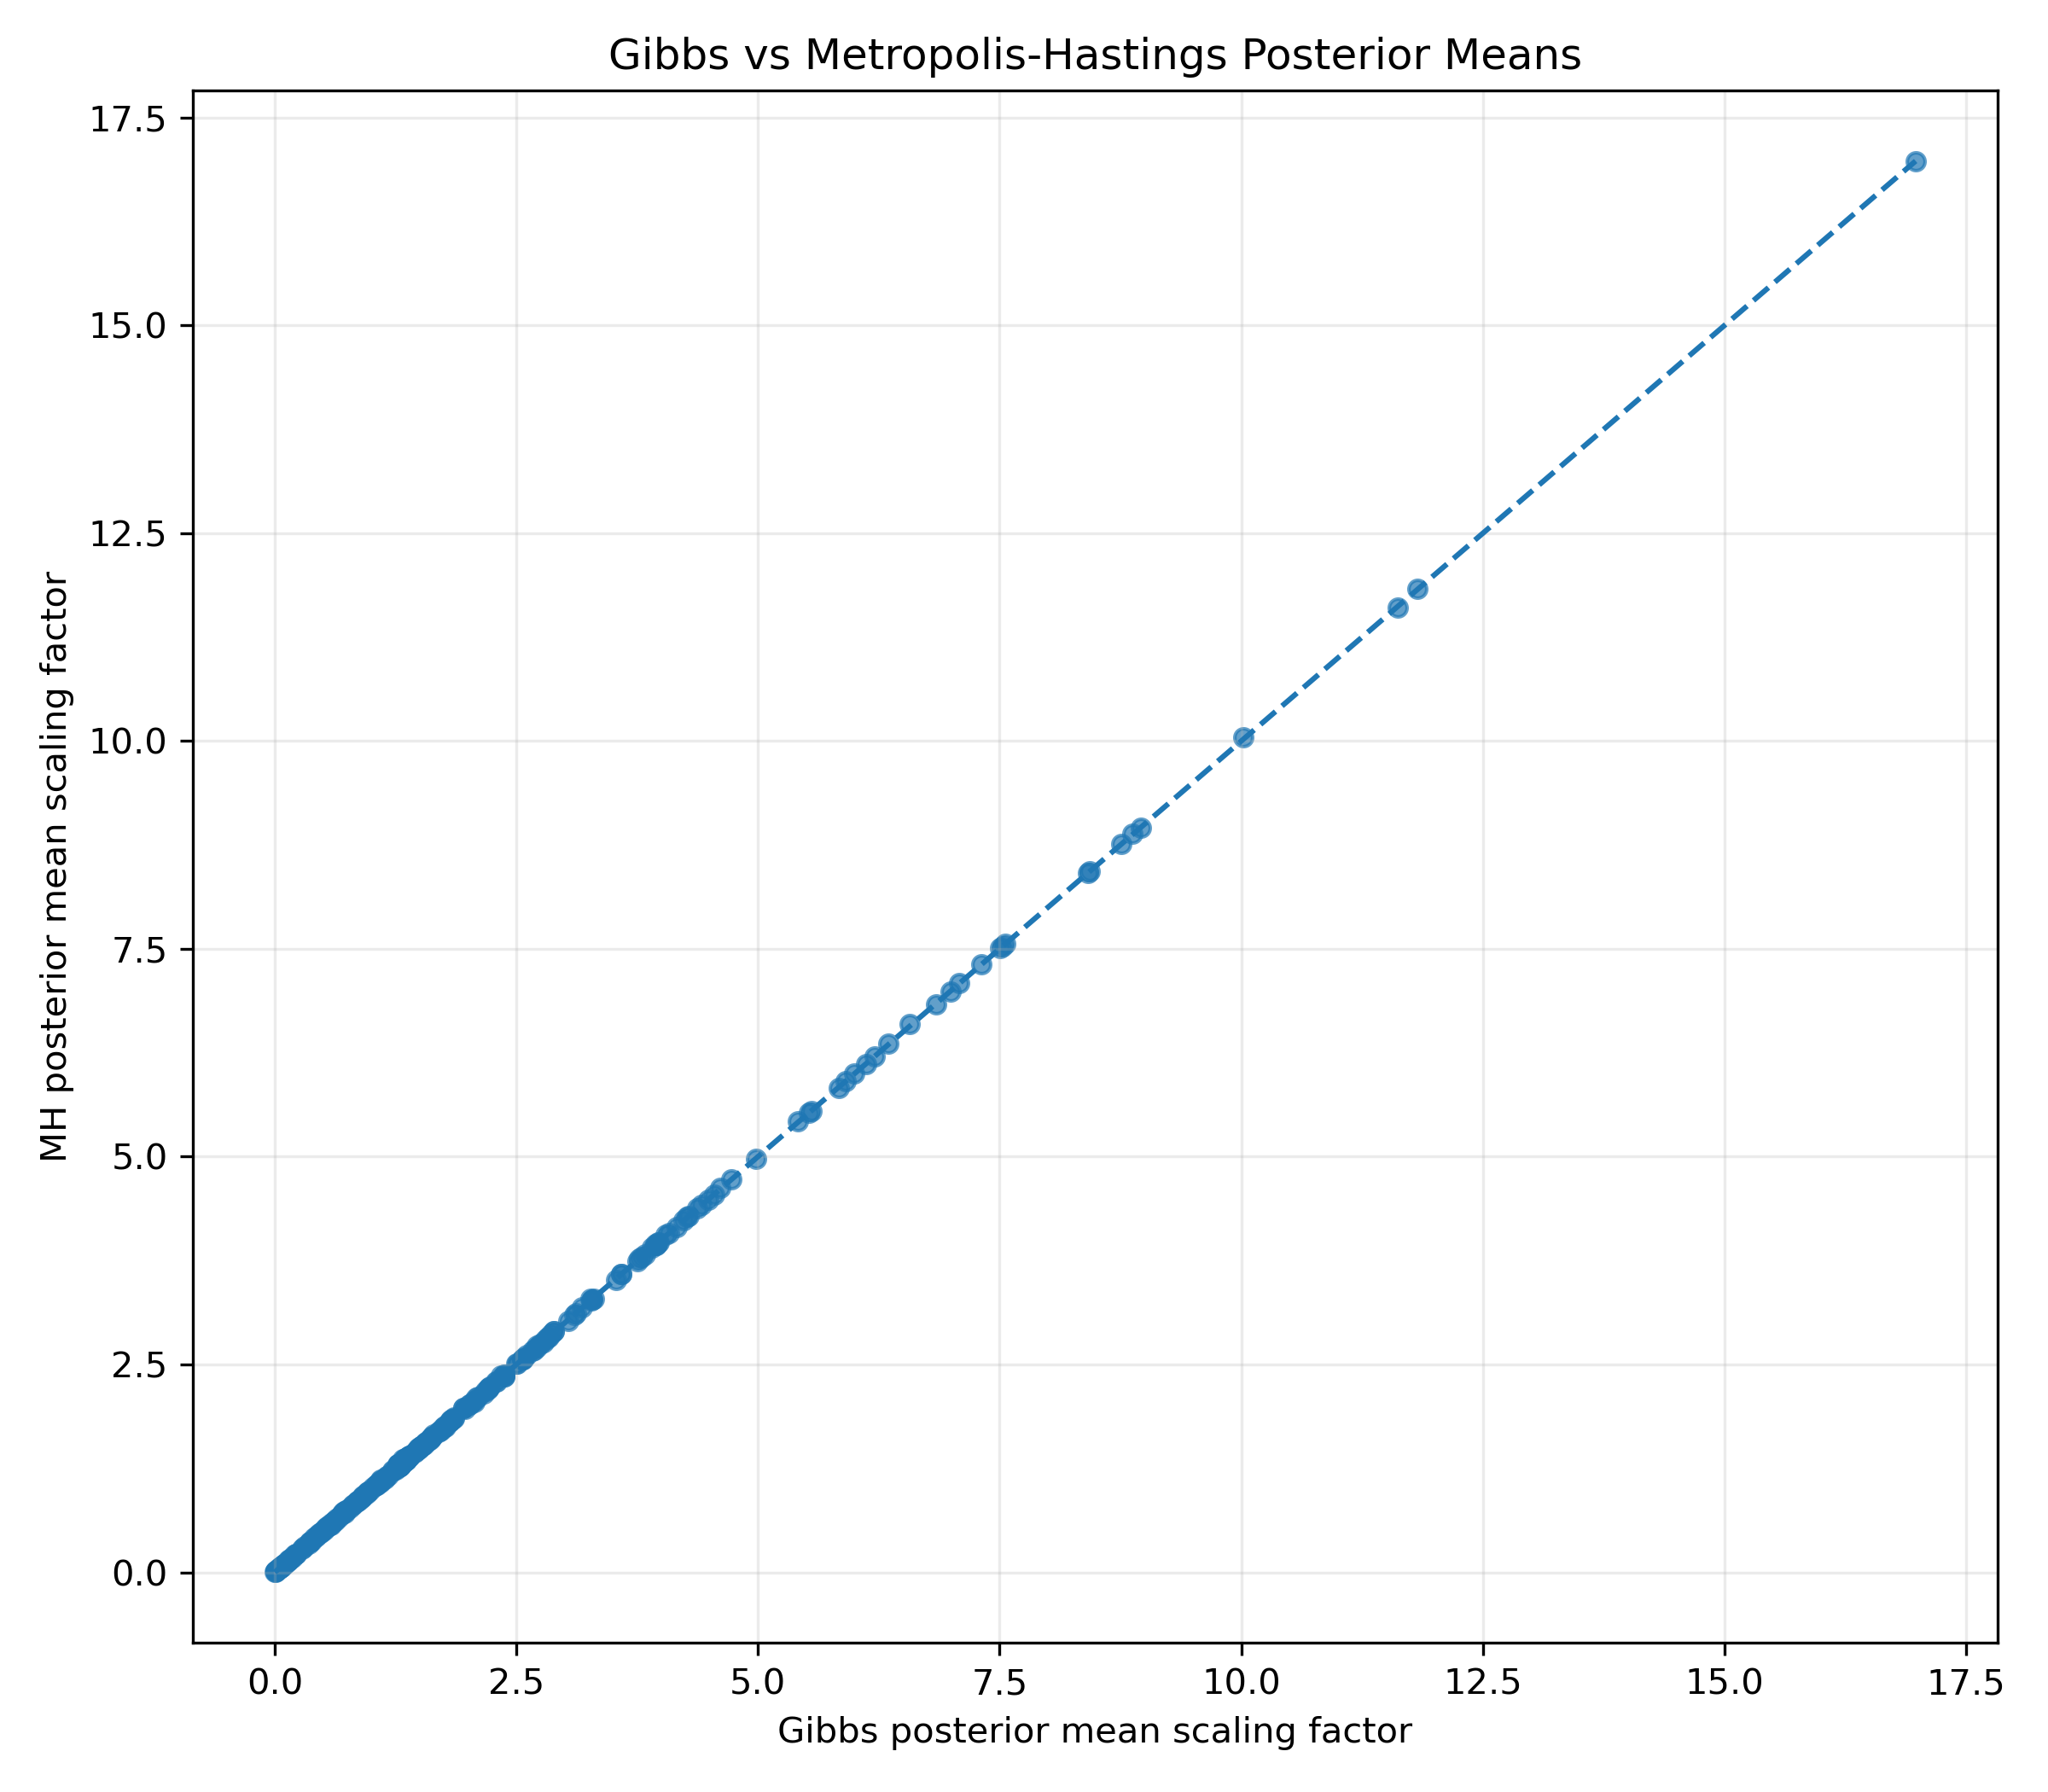 Gibbs vs Metropolis-Hastings Posterior Means
MH posterior mean scaling factor
17.5
15.0
12.5
10.0
7.5
5.0
2.5
0.0
0.0 2.5 5.0 7.5 10.0 12.5 15.0 17.5
Gibbs posterior mean scaling factor